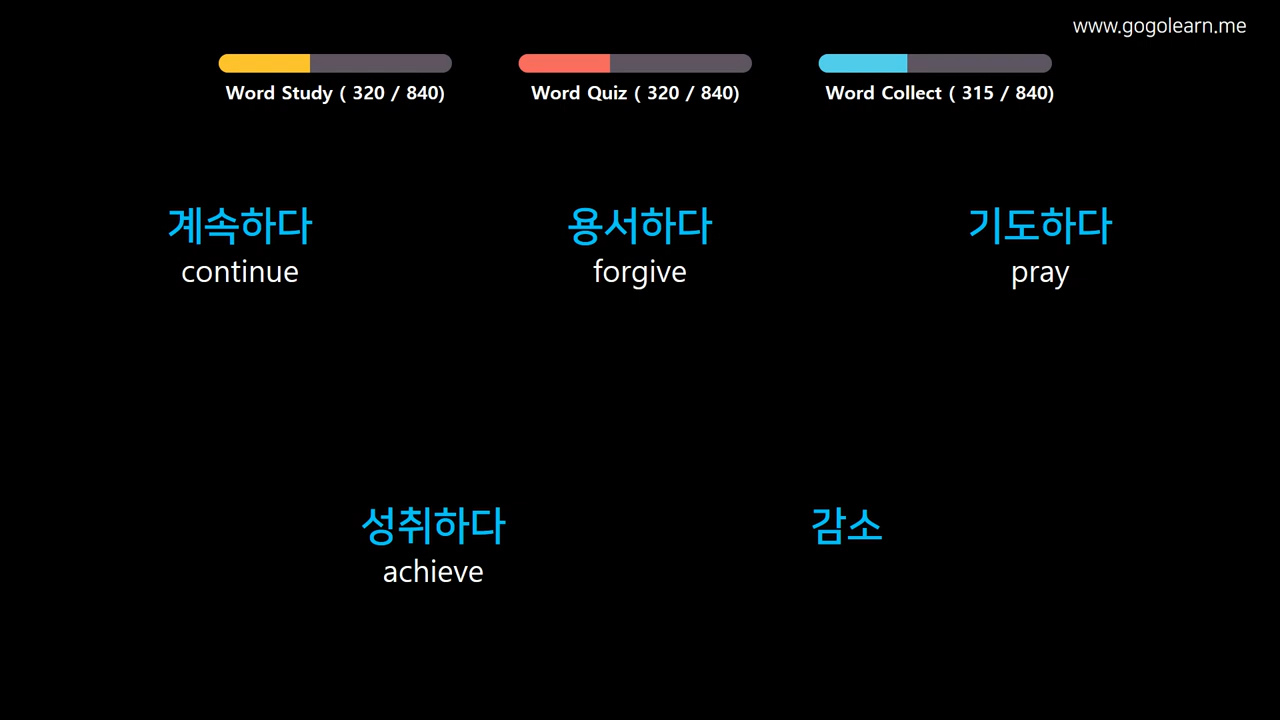 www.gogolearn.me
Word Study ( 320 / 840)
Word Quiz ( 320 / 840)
Word Collect ( 315 / 840)
계속하다
continue
용서하다
forgive
기도하다
pray
성취하다
achieve
감소